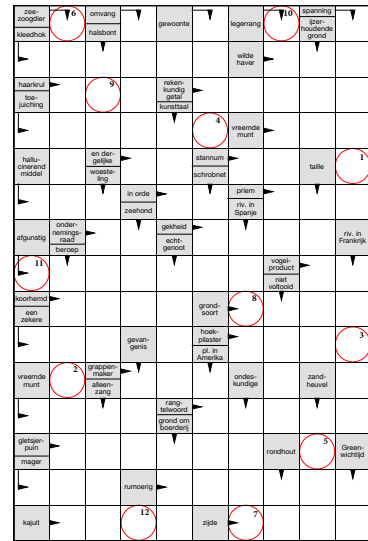 zee-
zoogdier
kleedhok
6
omvang
halsbont
gewoonte
legerrang
10
spanning
ijzer-
houdende
grond
wilde
haver
haarkrul
toe-
juiching
9
reken-
kundig
getal
kunsttaal
4
vreemde
munt
hallu-
cinerend
middel
en der-
gelijke
woeste-
ling
stannum
schrobnet
taille
1
in orde
zeehond
priem
riv. in
Spanje
afgunstig
onder-
nemings-
raad
beroep
gekheid
echt-
genoot
riv. in
Frankrijk
11
vogel-
product
niet
voltooid
koorhemd
een
zekere
grond-
soort
8
gevan-
genis
hoek-
pilaster
pl. in
Amerika
3
vreemde
munt
2
grappen-
maker
alleen-
zang
ondes-
kundige
zand-
heuvel
rang-
telwoord
grond om
boerderij
gletsjer-
puin
mager
rondhout
5
Green-
wichtijd
rumoerig
kajuit
12
zijde
7